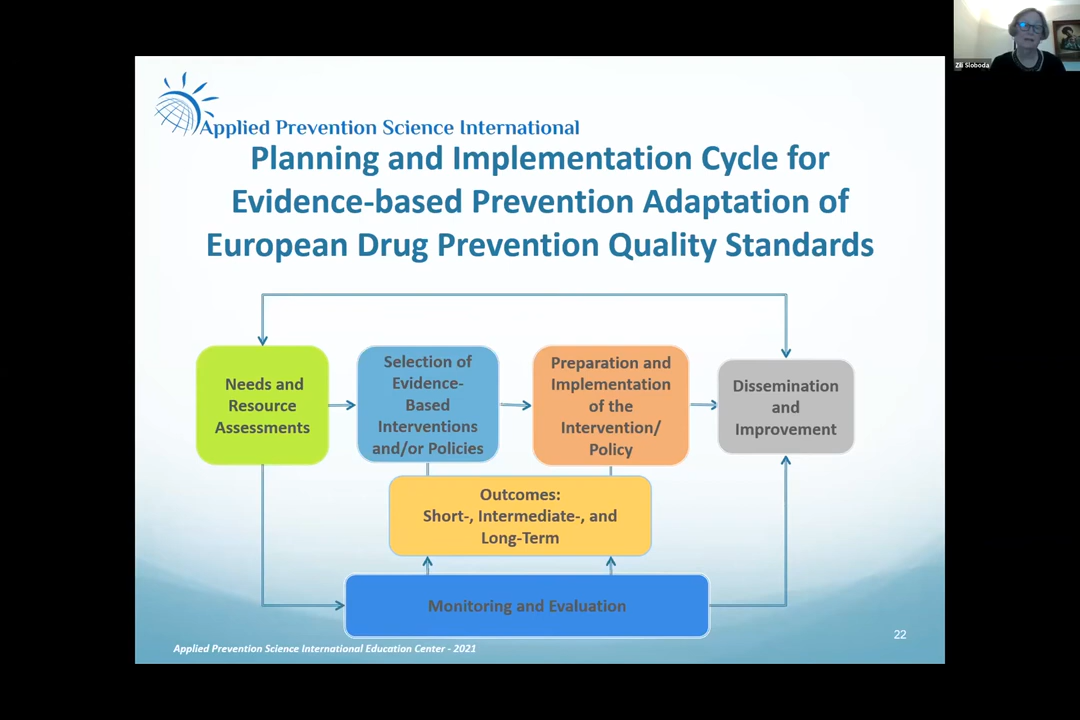 Zili Sloboda
Applied Prevention Science International
Planning and Implementation Cycle for
Evidence-based Prevention Adaptation of
European Drug Prevention Quality Standards
Needs and
Resource
Assessments
Selection of
Evidence-
Based
Interventions
and/or Policies
Preparation and
Implementation
of the
Intervention/
Policy
Dissemination
and
Improvement
Outcomes:
Short-, Intermediate-, and
Long-Term
Monitoring and Evaluation
22
Applied Prevention Science International Education Center - 2021